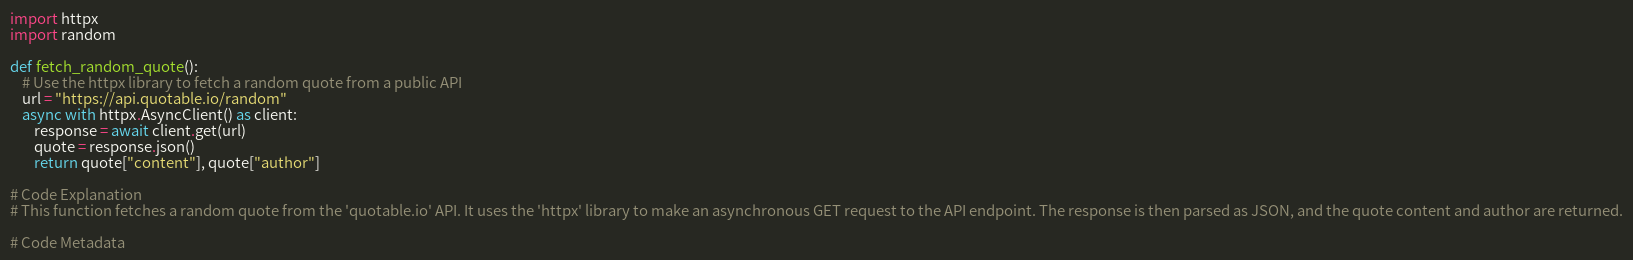 import httpx
import random
def fetch_random_quote():
# Use the httpx library to fetch a random quote from a public API
url = "https://api.quotable.io/random"
async with httpx.AsyncClient() as client:
response = await client.get(url)
quote = response.json()
return quote["content"], quote["author"]
# Code Explanation
# This function fetches a random quote from the 'quotable.io' API. It uses the 'httpx' library to make an asynchronous GET request to the API endpoint. The response is then parsed as JSON, and the quote content and author are returned.
# Code Metadata